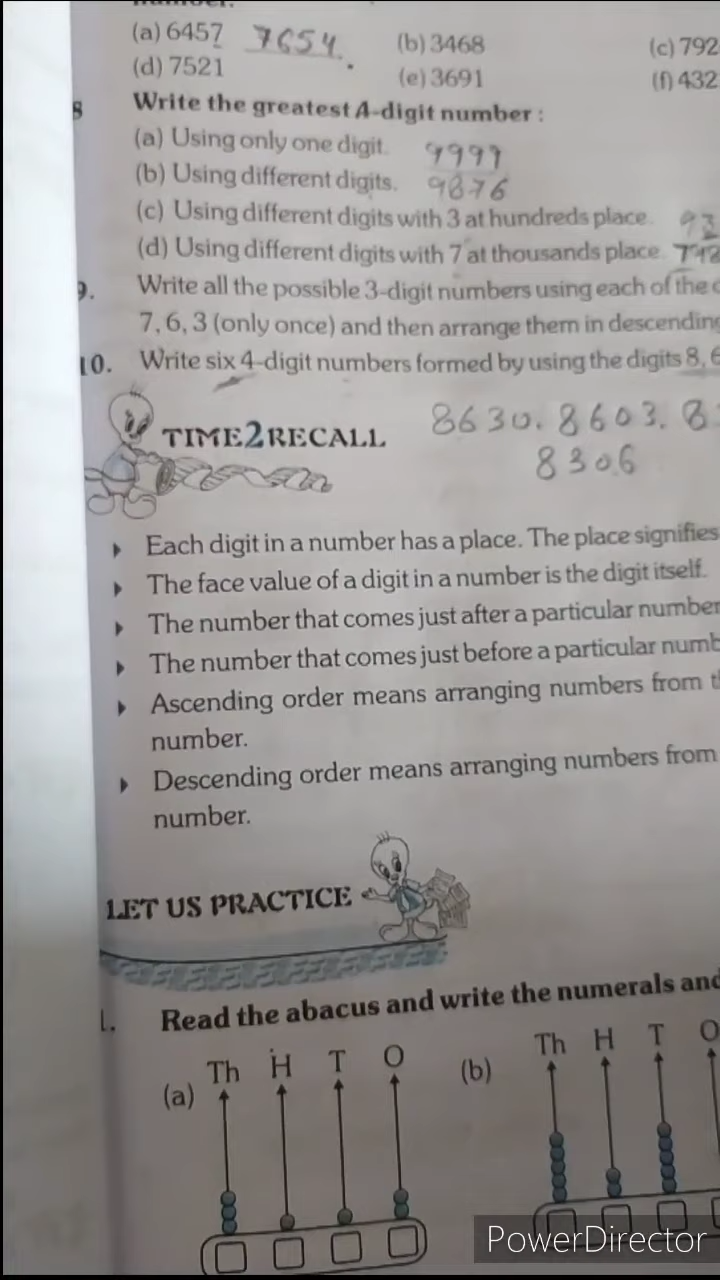 (a) 6457 7654. (b) 3468 (c) 792
(d) 7521 (e) 3691 (f) 432
8 Write the greatest 4-digit number :
(a) Using only one digit. 9999
(b) Using different digits. 9876
(c) Using different digits with 3 at hundreds place. 93
(d) Using different digits with 7 at thousands place. 798
9. Write all the possible 3-digit numbers using each of the
7, 6, 3 (only once) and then arrange them in descending
10. Write six 4-digit numbers formed by using the digits 8, 6
8630. 8603. 8
TIME2RECALL
8306
Each digit in a number has a place. The place signifies
The face value of a digit in a number is the digit itself.
The number that comes just after a particular number
The number that comes just before a particular numb
Ascending order means arranging numbers from t
number.
Descending order means arranging numbers from
number.
LET US PRACTICE
1. Read the abacus and write the numerals and
(a) Th H T O (b) Th H T O
PowerDirector